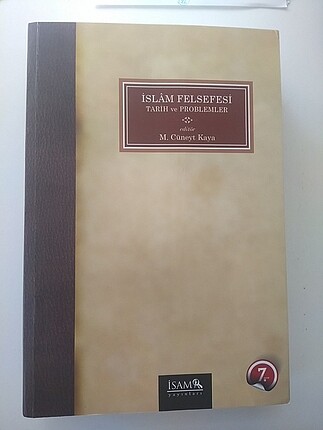 İSLÂM FELSEFESİ
TARİH ve PROBLEMLER
editör
M. Cüneyt Kaya
7.
İSAM
yayınları